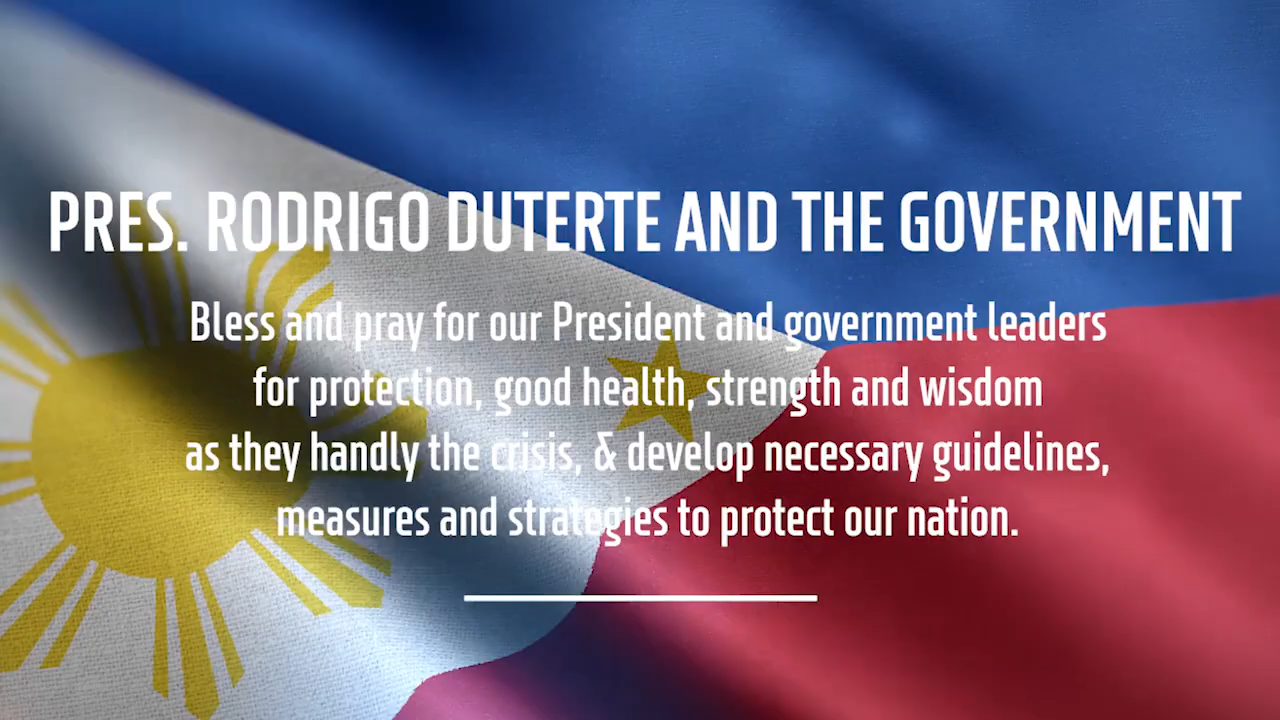 PRES. RODRIGO DUTERTE AND THE GOVERNMENT
Bless and pray for our President and government leaders
for protection, good health, strength and wisdom
as they handly the crisis, & develop necessary guidelines,
measures and strategies to protect our nation.